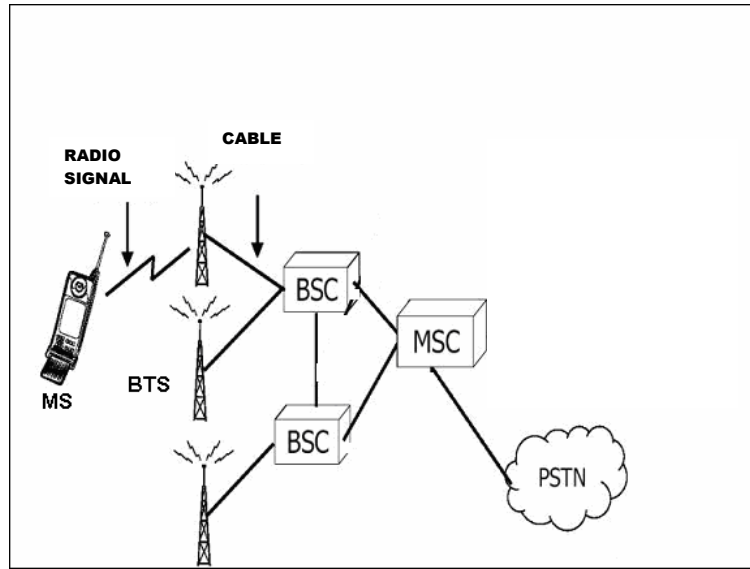 CABLE
RADIO
SIGNAL
BSC
MSC
BTS
MS
BSC
PSTN